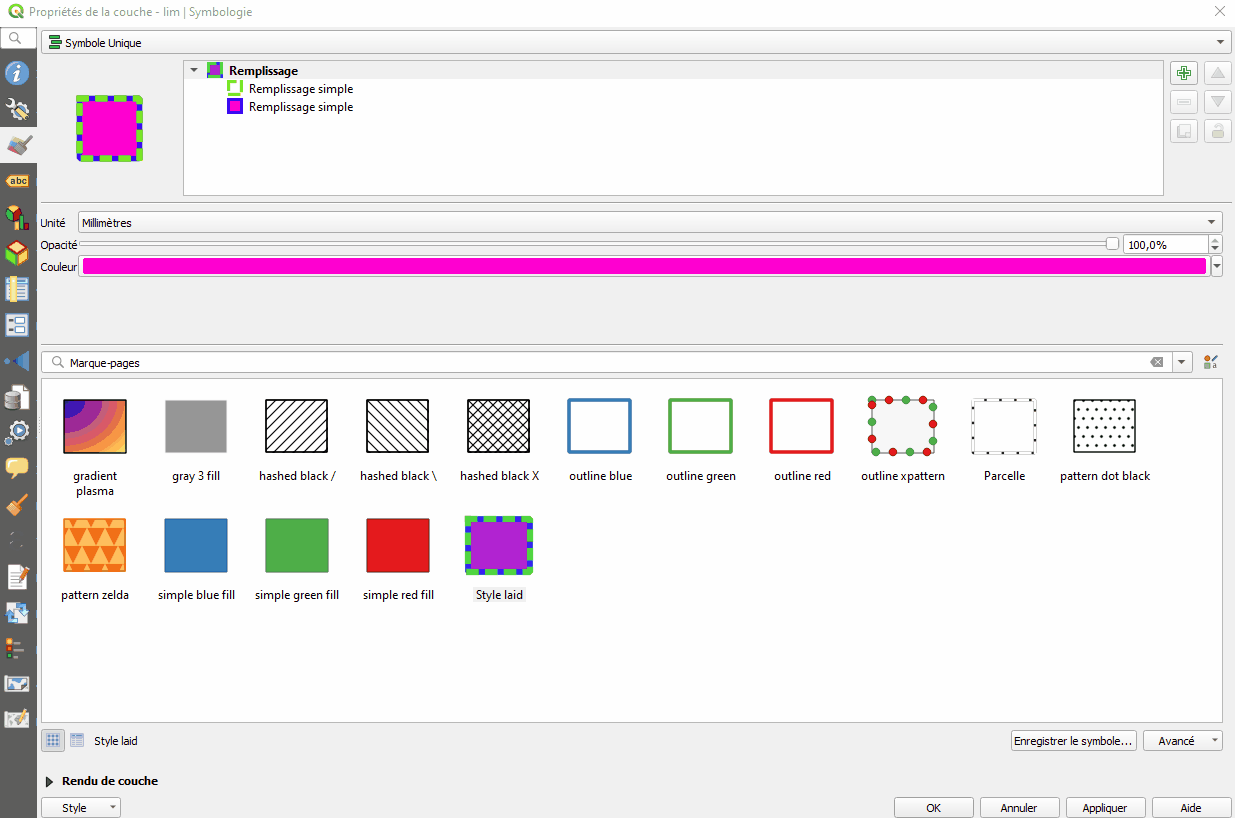 Propriétés de la couche - lim | Symbologie
Symbole Unique
Remplissage
Remplissage simple
Remplissage simple
abc
Unité
Millimètres
Opacité
100,0%
Couleur
Marque-pages
gradient plasma
gray 3 fill
hashed black /
hashed black \
hashed black X
outline blue
outline green
outline red
outline xpattern
Parcelle
pattern dot black
pattern zelda
simple blue fill
simple green fill
simple red fill
Style laid
Style laid
Enregistrer le symbole...
Avancé
Rendu de couche
Style
OK
Annuler
Appliquer
Aide